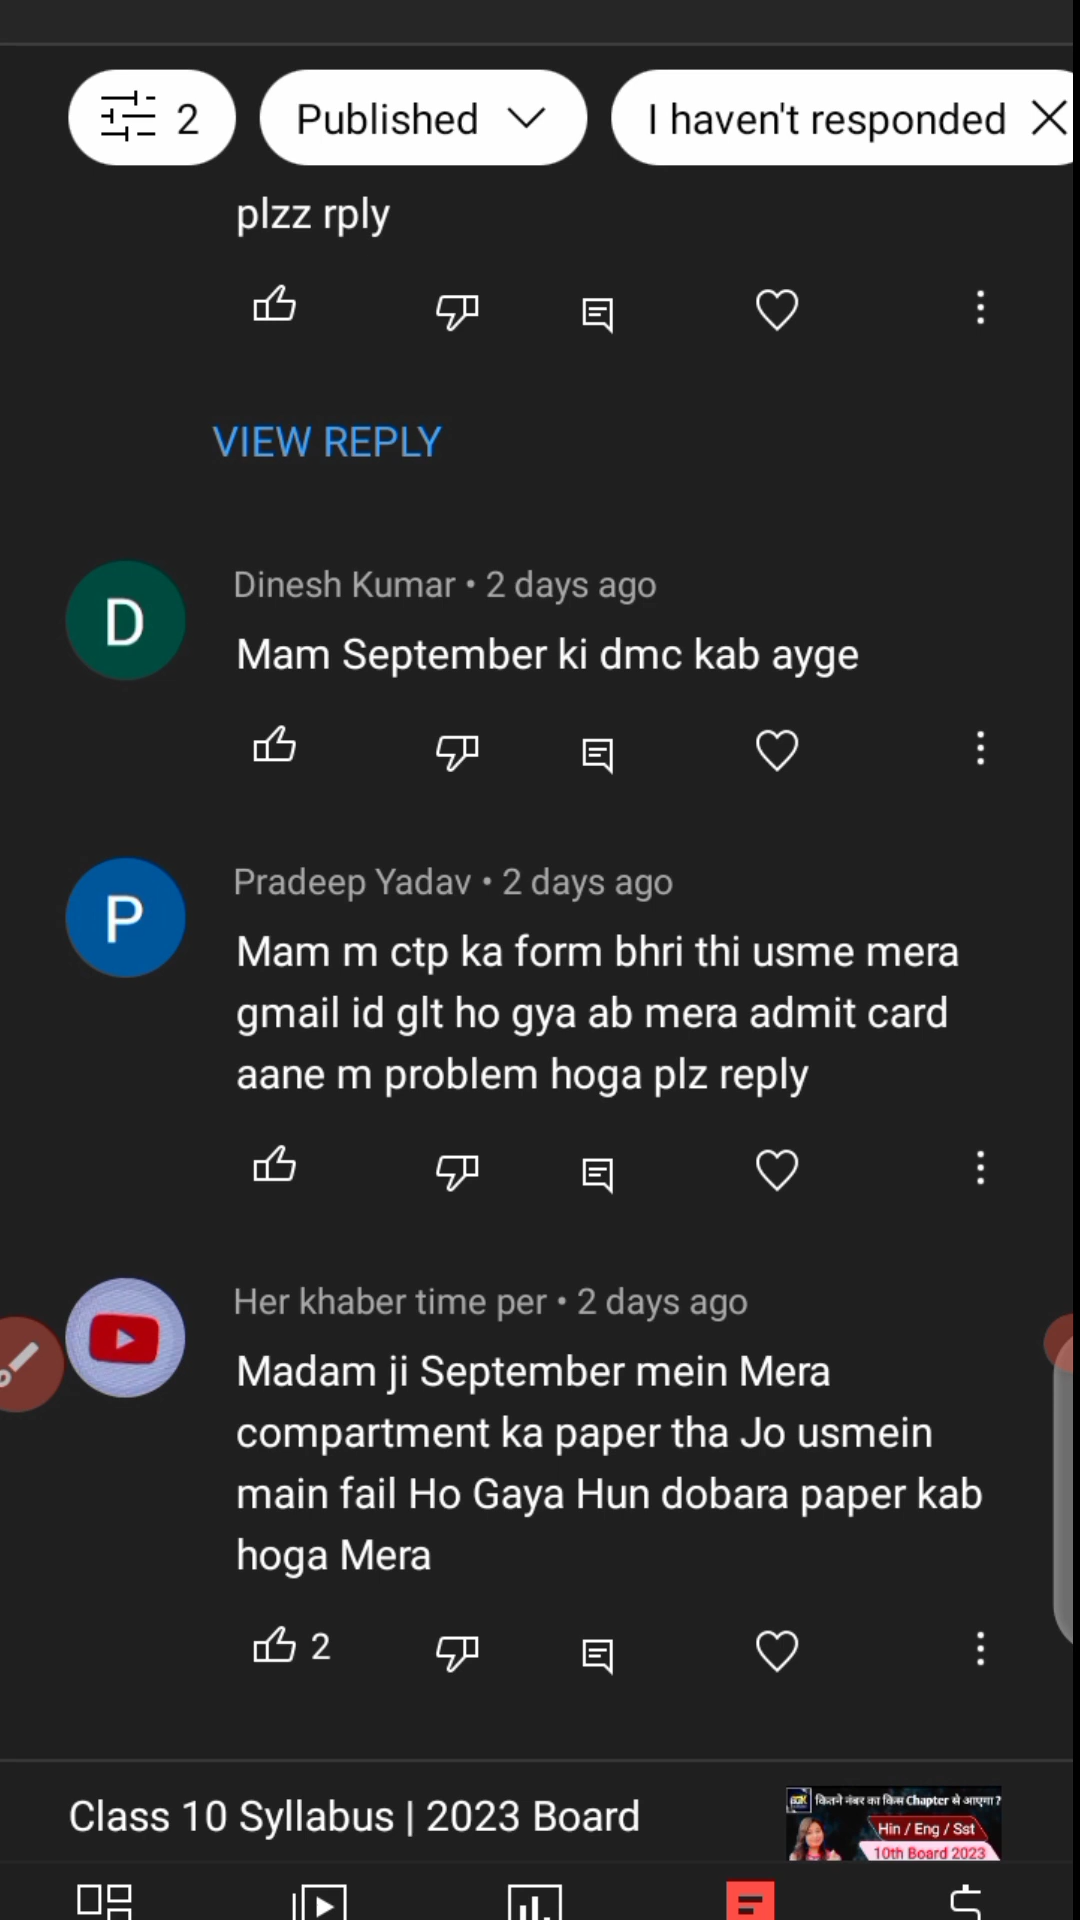 2
Published
I haven't responded
plzz rply
VIEW REPLY
D
Dinesh Kumar • 2 days ago
Mam September ki dmc kab ayge
P
Pradeep Yadav • 2 days ago
Mam m ctp ka form bhri thi usme mera
gmail id glt ho gya ab mera admit card
aane m problem hoga plz reply
Her khaber time per • 2 days ago
Madam ji September mein Mera
compartment ka paper tha Jo usmein
main fail Ho Gaya Hun dobara paper kab
hoga Mera
2
Class 10 Syllabus | 2023 Board
कितने नंबर का किस Chapter से आएगा ?
Hin / Eng / Sst
10th Board 2023